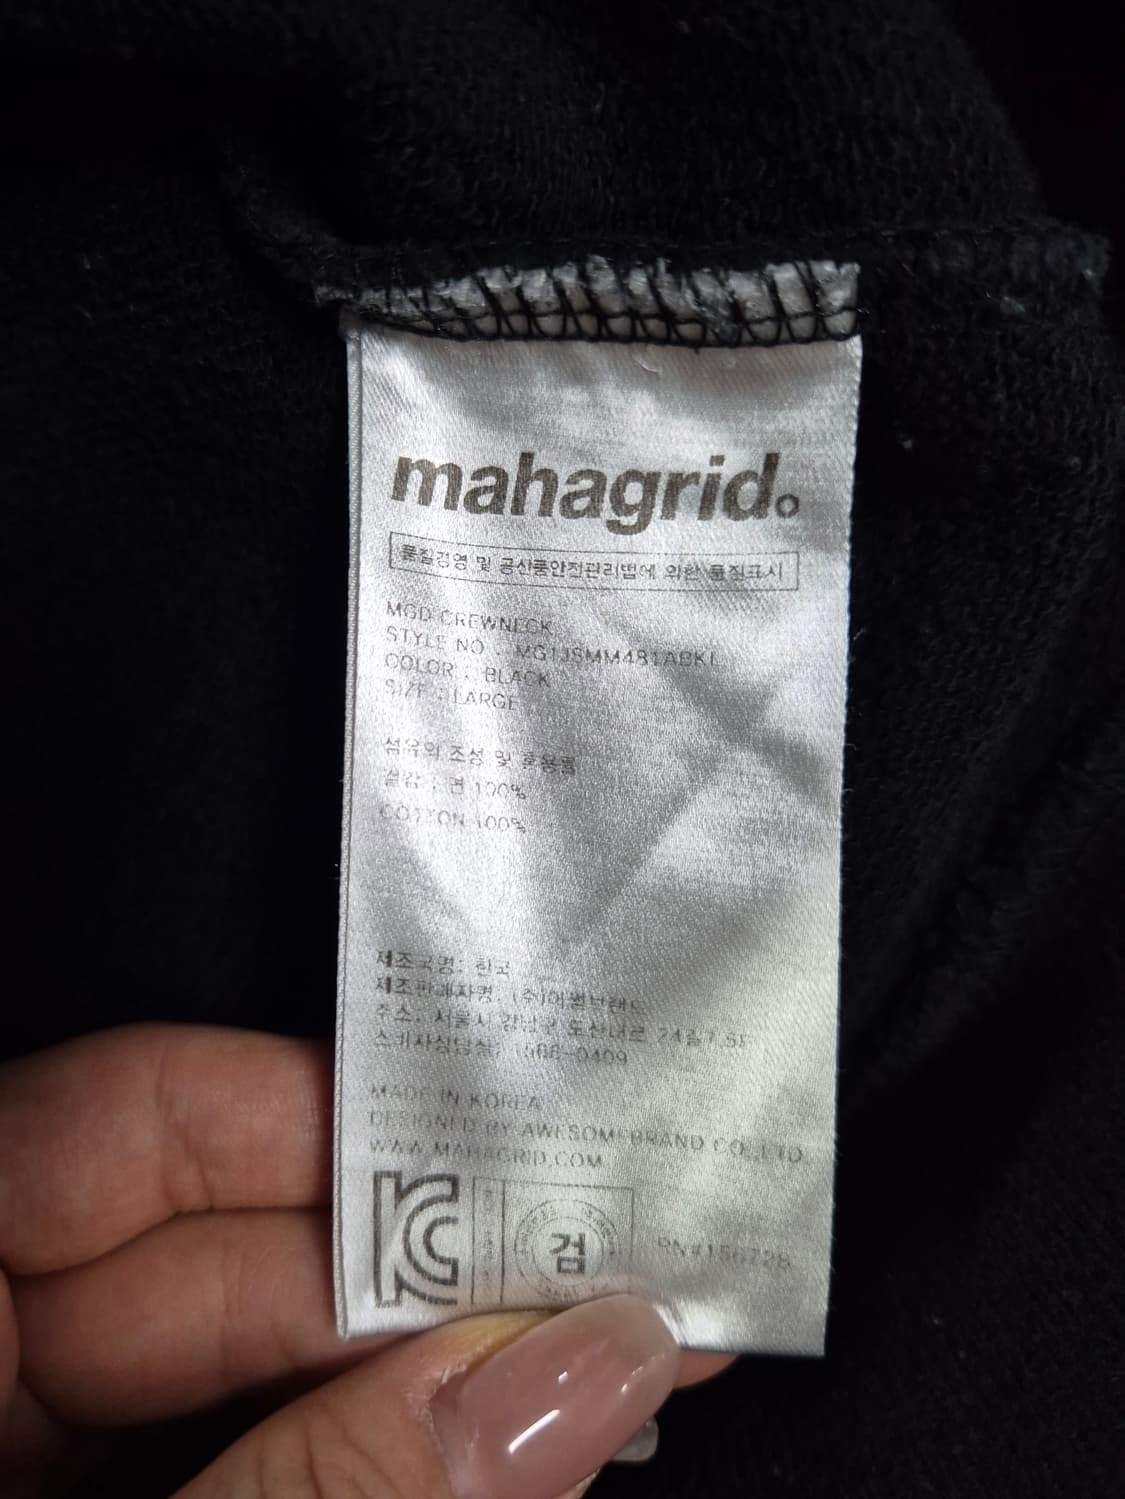 mahagrid
품질경영 및 공산품안전관리법에 의한 품질표시
MGD CREWNECK
STYLE NO : MG1JSMM481ABKL
COLOR : BLACK
SIZE : LARGE
섬유의 조성 및 혼용률
겉감 : 면 100%
COTTON 100%
제조국명: 한국
제조판매자명: (주)어썸브랜드
주소: 서울시 강남구 도산대로 24길 7, 5F
소비자상담실: 1566-0409
MADE IN KOREA
DESIGNED BY AWESOMEBRAND CO.,LTD
WWW.MAHAGRID.COM
KC
검
RN#156728